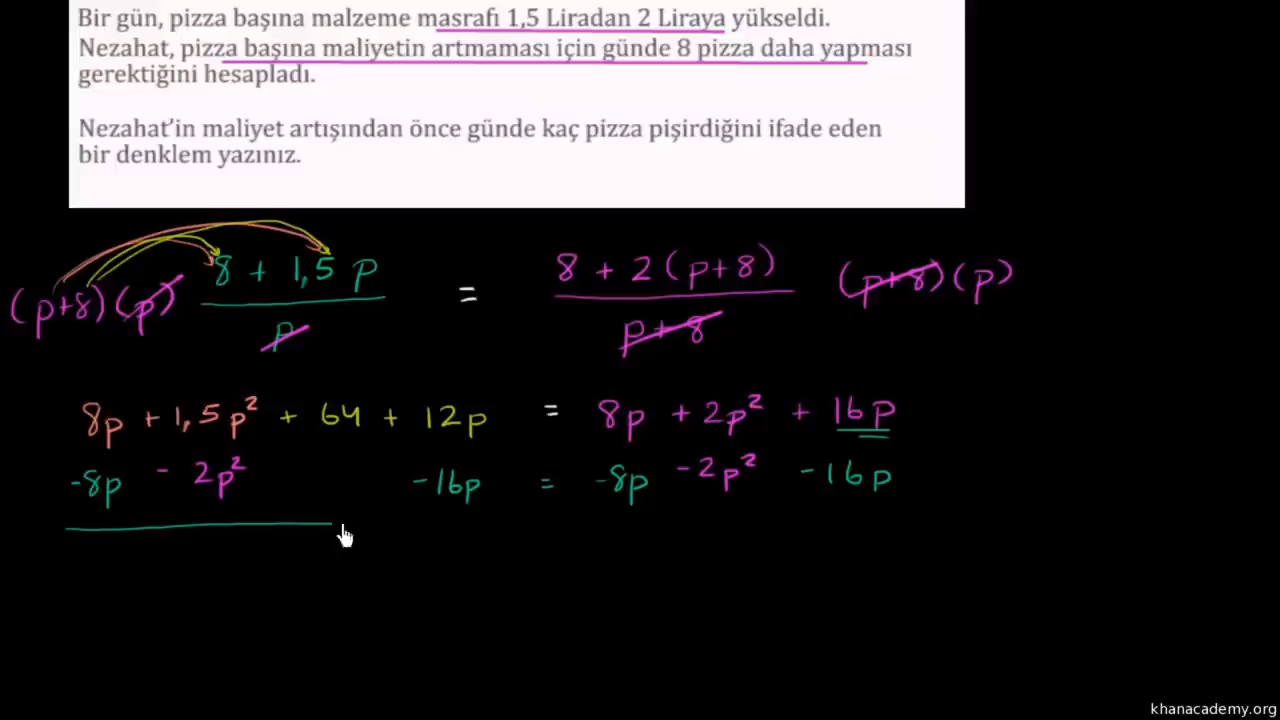 Bir gün, pizza başına malzeme masrafı 1,5 Liradan 2 Liraya yükseldi.
Nezahat, pizza başına maliyetin artmaması için günde 8 pizza daha yapması
gerektiğini hesapladı.
Nezahat'in maliyet artışından önce günde kaç pizza pişirdiğini ifade eden
bir denklem yazınız.
(p+8)(p) 8 + 1,5 p = 8 + 2(p+8) (p+8)(p)
p p+8
8p + 1,5p² + 64 + 12p = 8p + 2p² + 16p
-8p - 2p² -16p = -8p -2p² -16p
khanacademy.org